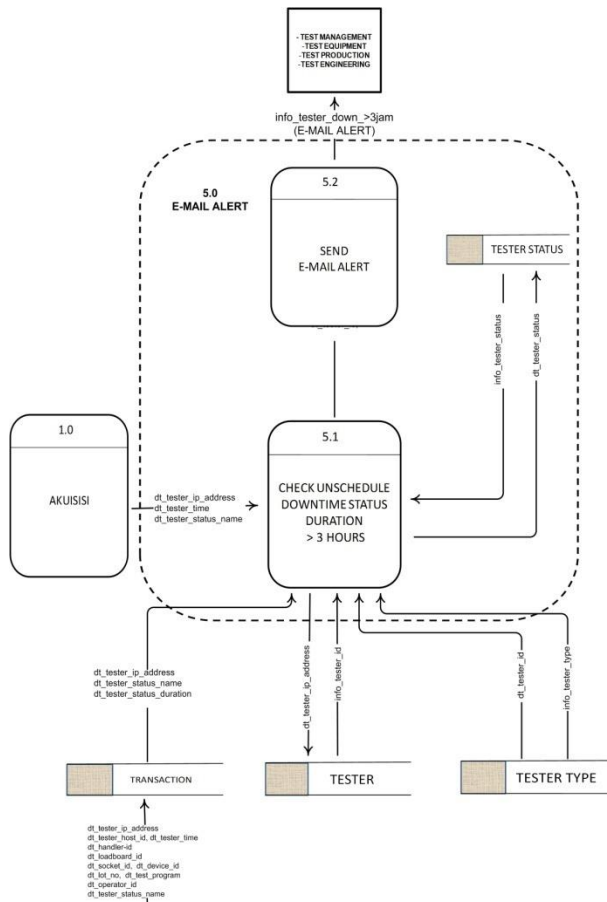 - TEST MANAGEMENT
-TEST EQUIPMENT
-TEST PRODUCTION
-TEST ENGINEERING
info_tester_down_>3jam
(E-MAIL ALERT)
5.0
E-MAIL ALERT
5.2
SEND
E-MAIL ALERT
TESTER STATUS
info_tester_status
dt_tester_status
1.0
AKUISISI
dt_tester_ip_address
dt_tester_time
dt_tester_status_name
5.1
CHECK UNSCHEDULE
DOWNTIME STATUS
DURATION
> 3 HOURS
dt_tester_ip_address
dt_tester_status_name
dt_tester_status_duration
dt_tester_ip_address
info_tester_id
dt_tester_id
info_tester_type
TRANSACTION
TESTER
TESTER TYPE
dt_tester_ip_address
dt_tester_host_id, dt_tester_time
dt_handler-id
dt_loadboard_id
dt_socket_id, dt_device_id
dt_lot_no, dt_test_program
dt_operator_id
dt_tester_status_name